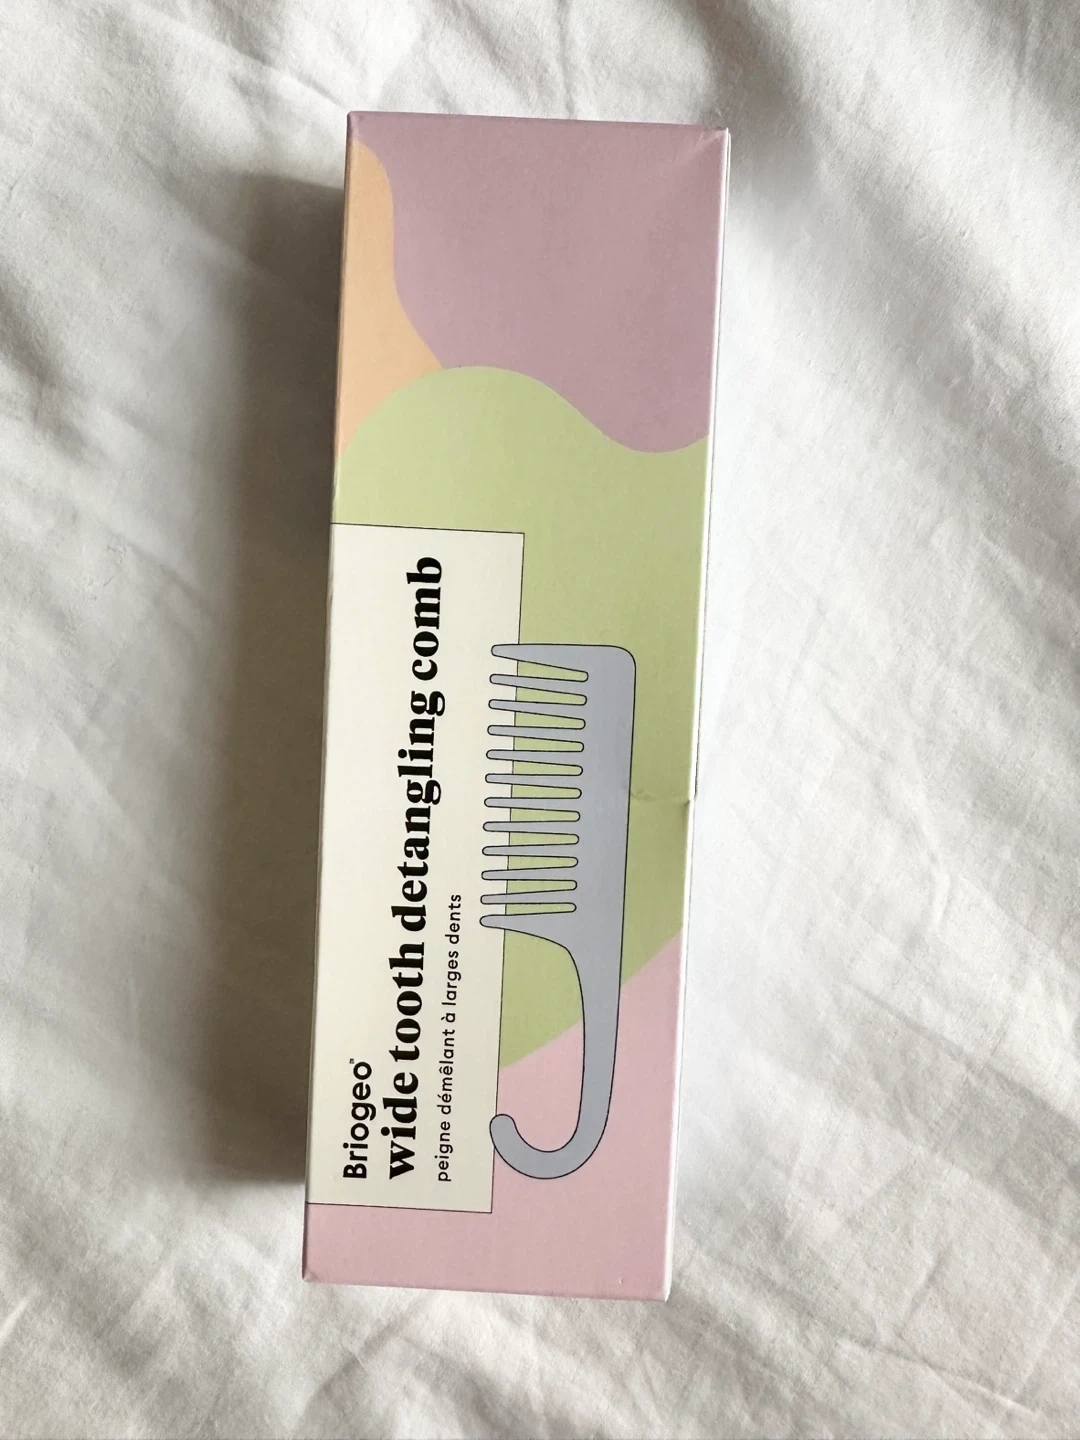 Briogeo™
wide tooth detangling comb
peigne démêlant à larges dents